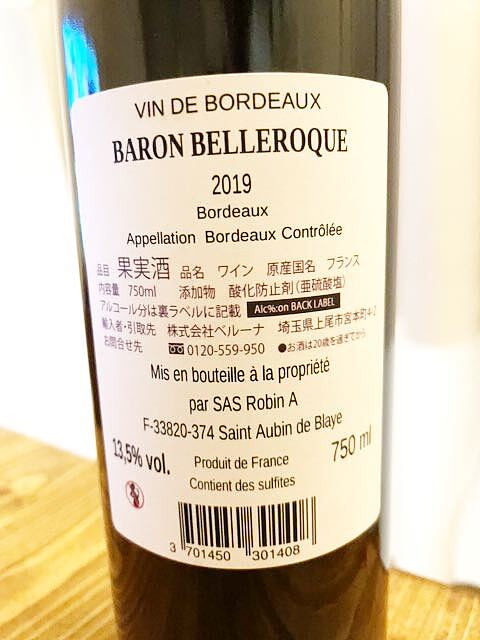 VIN DE BORDEAUX
BARON BELLEROQUE
2019
Bordeaux
Appellation Bordeaux Contrôlée
品目 果実酒 品名 ワイン 原産国名 フランス
内容量 750ml 添加物 酸化防止剤(亜硫酸塩)
アルコール分は裏ラベルに記載 Alc%:on BACK LABEL
輸入者・引取先 株式会社ベルーナ 埼玉県上尾市宮本町4-2
お問合せ先 0120-559-950 ●お酒は20歳を過ぎてから
Mis en bouteille à la propriété
par SAS Robin A
F-33820-374 Saint Aubin de Blaye
13,5% vol. Produit de France 750 ml
Contient des sulfites
3 701450 301408